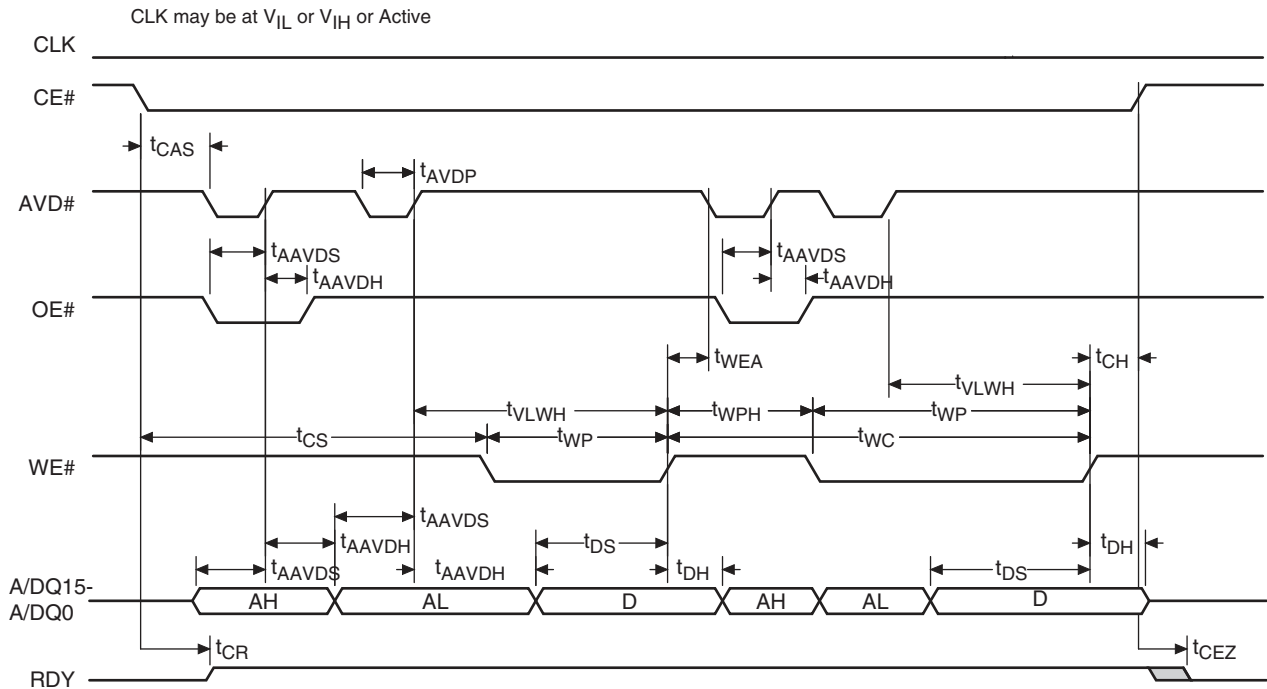 CLK may be at VIL or VIH or Active
CLK
CE#
tCAS
tAVDP
AVD#
tAAVDS
tAAVDS
tAAVDH
tAAVDH
OE#
tWEA
tCH
tVLWH
tVLWH
tWPH
tWP
tCS
tWP
tWC
WE#
tAAVDS
tAAVDH
tDS
tDH
tAAVDS
tAAVDH
tDH
tDS
A/DQ15-
A/DQ0
AH
AL
D
AH
AL
D
tCR
tCEZ
RDY